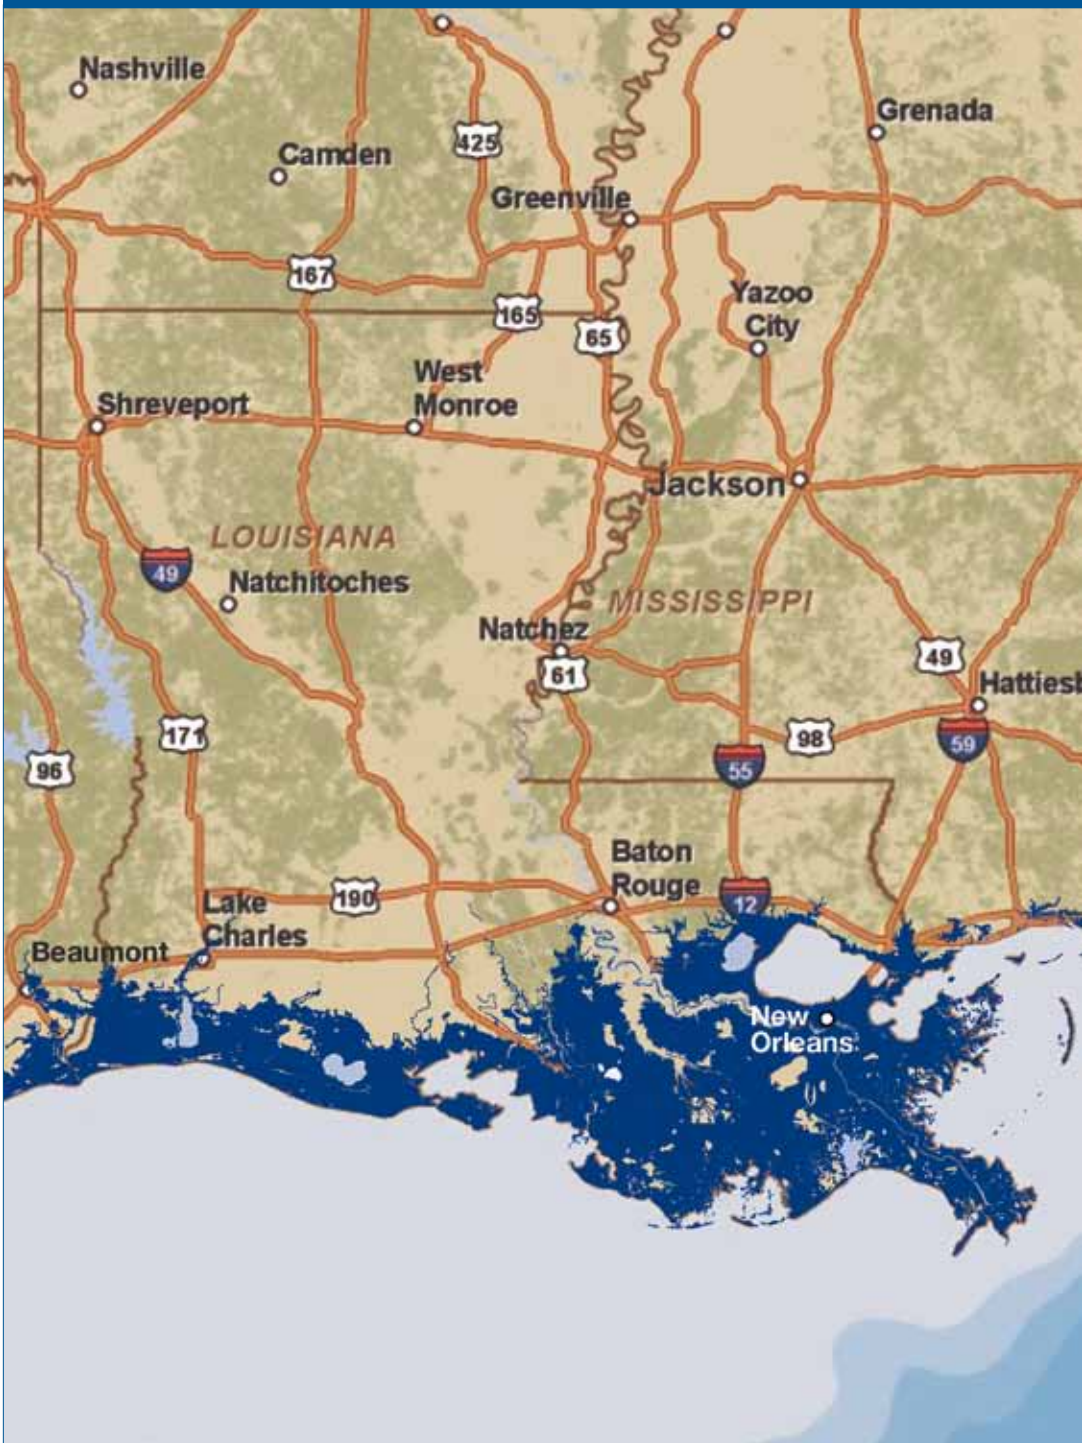 Nashville
Grenada
425
Camden
Greenville
167
Yazoo
City
165
65
West
Monroe
Shreveport
Jackson
LOUISIANA
49
Natchitoches
MISSISSIPPI
Natchez
49
61
Hattiesb
171
98
59
96
55
Baton
Rouge
190
12
Lake
Charles
Beaumont
New
Orleans